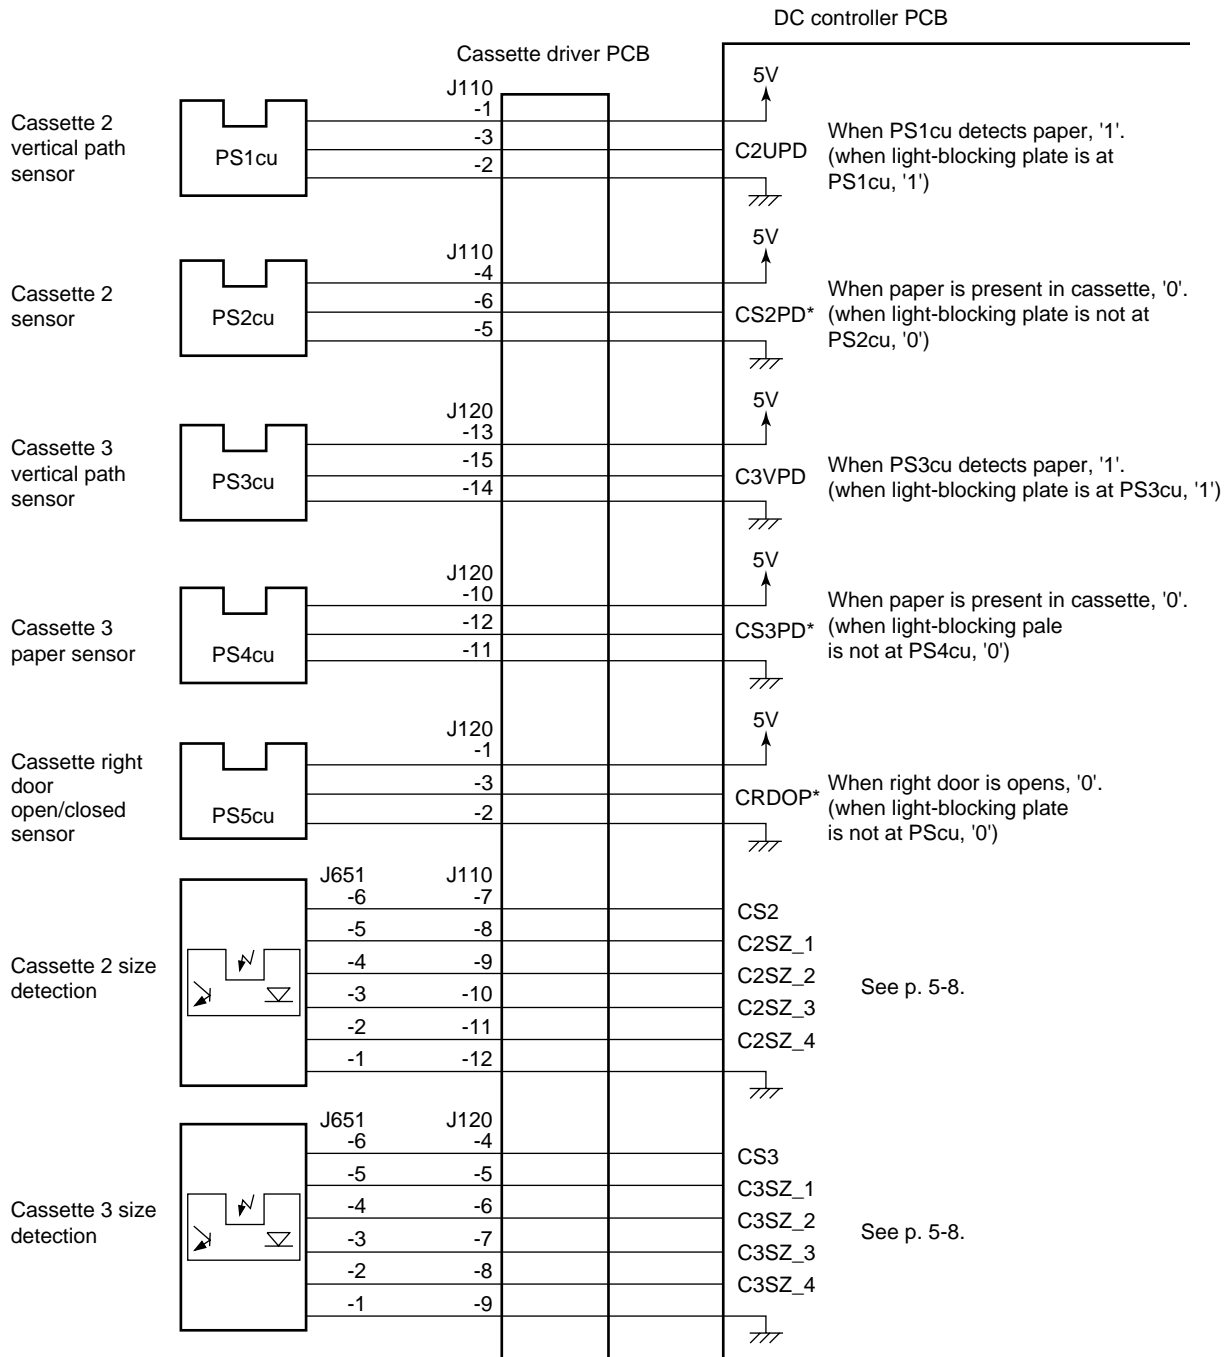 DC controller PCB
Cassette driver PCB
Cassette 2
vertical path
sensor
PS1cu
J110
-1
-3
-2
5V
C2UPD
When PS1cu detects paper, '1'.
(when light-blocking plate is at
PS1cu, '1')
Cassette 2
sensor
PS2cu
J110
-4
-6
-5
5V
CS2PD*
When paper is present in cassette, '0'.
(when light-blocking plate is not at
PS2cu, '0')
Cassette 3
vertical path
sensor
PS3cu
J120
-13
-15
-14
5V
C3VPD
When PS3cu detects paper, '1'.
(when light-blocking plate is at PS3cu, '1')
Cassette 3
paper sensor
PS4cu
J120
-10
-12
-11
5V
CS3PD*
When paper is present in cassette, '0'.
(when light-blocking pale
is not at PS4cu, '0')
Cassette right
door
open/closed
sensor
PS5cu
J120
-1
-3
-2
5V
CRDOP*
When right door is opens, '0'.
(when light-blocking plate
is not at PScu, '0')
Cassette 2 size
detection
J651 J110
-6 -7 CS2
-5 -8 C2SZ_1
-4 -9 C2SZ_2
-3 -10 C2SZ_3
-2 -11 C2SZ_4
-1 -12
See p. 5-8.
Cassette 3 size
detection
J651 J120
-6 -4 CS3
-5 -5 C3SZ_1
-4 -6 C3SZ_2
-3 -7 C3SZ_3
-2 -8 C3SZ_4
-1 -9
See p. 5-8.